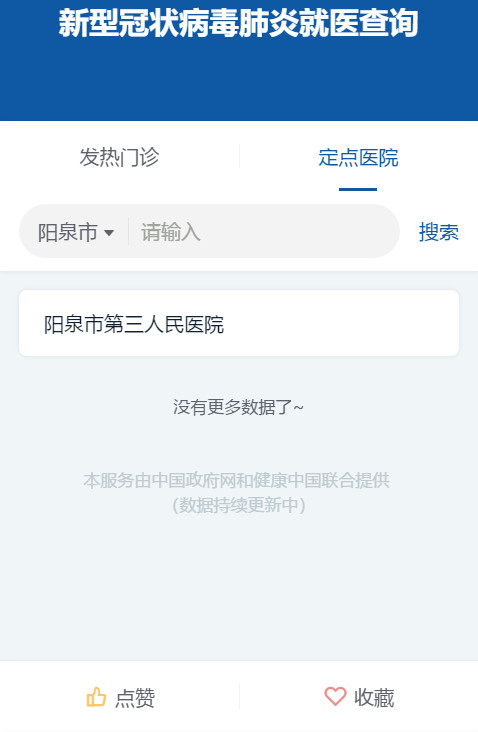 新型冠状病毒肺炎就医查询
发热门诊
定点医院
阳泉市
请输入
搜索
阳泉市第三人民医院
没有更多数据了~
本服务由中国政府网和健康中国联合提供
（数据持续更新中）
点赞
收藏